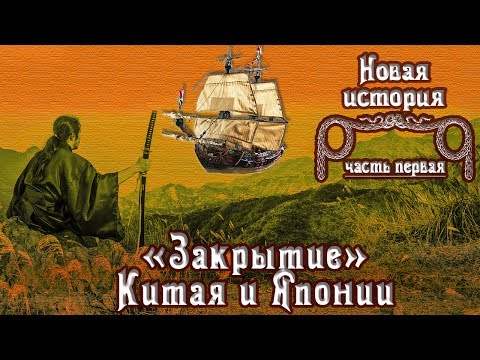 Новая
история
часть первая
«Закрытие»
Китая и Японии